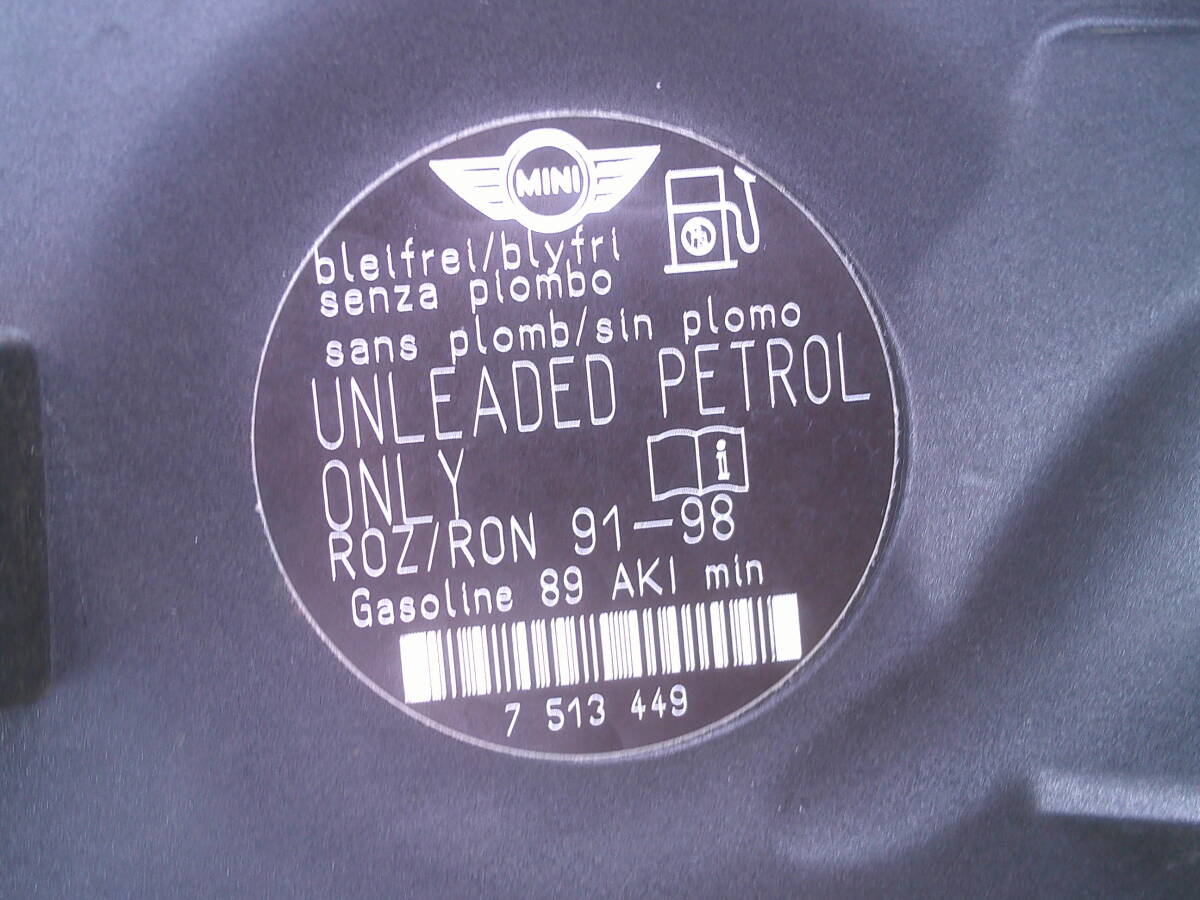 MINI
bleifrei/blyfri
senza piombo
sans plomb/sin plomo
UNLEADED PETROL
ONLY
i
ROZ/RON 91-98
Gasoline 89 AKI min
7 513 449